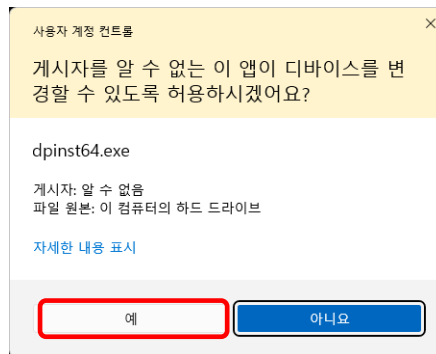 사용자 계정 컨트롤
게시자를 알 수 없는 이 앱이 디바이스를 변
경할 수 있도록 허용하시겠어요?
dpinst64.exe
게시자: 알 수 없음
파일 원본: 이 컴퓨터의 하드 드라이브
자세한 내용 표시
예
아니요